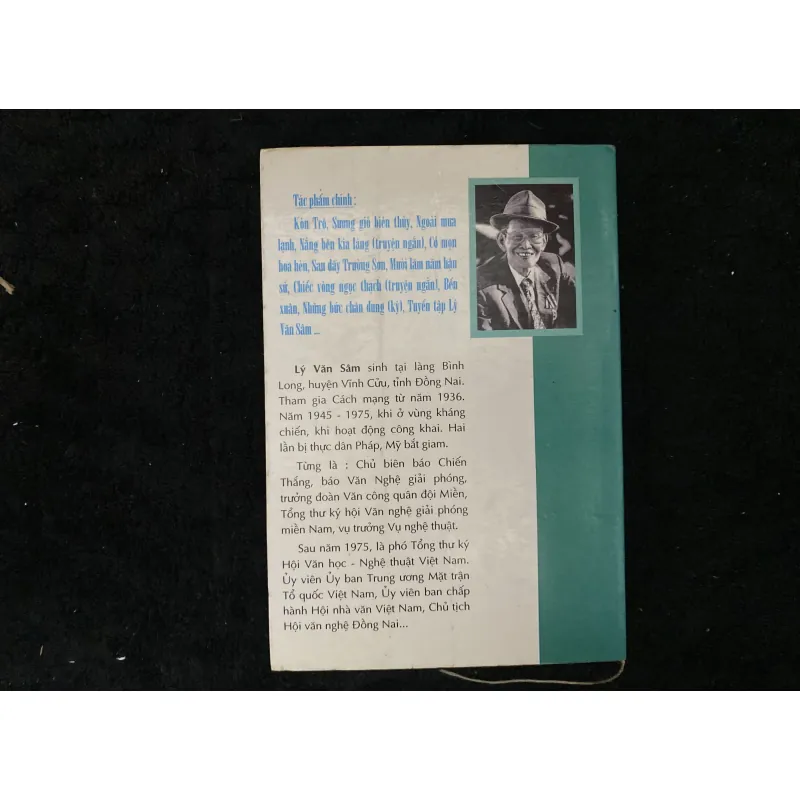 Tác phẩm chính :
Kòn Trô, Sương gió biên thùy, Ngoài mưa
lạnh, Nắng bên kia làng (truyện ngắn), Cỏ mọn
hoa hèn, Sau dãy Trường Sơn, Mười lăm năm hận
sử, Chiếc vòng ngọc thạch (truyện ngắn), Bến
xuân, Những bức chân dung (ký), Tuyển tập Lý
Văn Sâm ...
Lý Văn Sâm sinh tại làng Bình
Long, huyện Vĩnh Cửu, tỉnh Đồng Nai.
Tham gia Cách mạng từ năm 1936.
Năm 1945 - 1975, khi ở vùng kháng
chiến, khi hoạt động công khai. Hai
lần bị thực dân Pháp, Mỹ bắt giam.
Từng là : Chủ biên báo Chiến
Thắng, báo Văn Nghệ giải phóng,
trưởng đoàn Văn công quân đội Miền,
Tổng thư ký hội Văn nghệ giải phóng
miền Nam, vụ trưởng Vụ nghệ thuật.
Sau năm 1975, là phó Tổng thư ký
Hội Văn học - Nghệ thuật Việt Nam.
Ủy viên Ủy ban Trung ương Mặt trận
Tổ quốc Việt Nam, Ủy viên ban chấp
hành Hội nhà văn Việt Nam, Chủ tịch
Hội văn nghệ Đồng Nai...